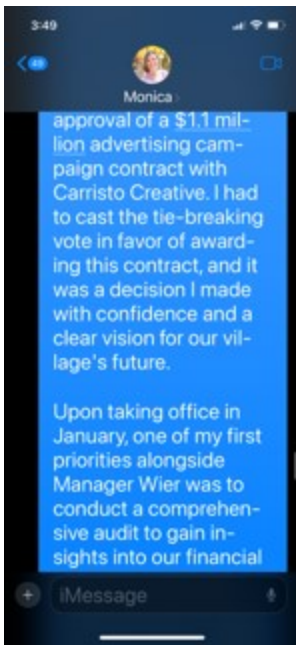 3:49
49
Monica
approval of a $1.1 mil-
lion advertising cam-
paign contract with
Carristo Creative. I had
to cast the tie-breaking
vote in favor of award-
ing this contract, and it
was a decision I made
with confidence and a
clear vision for our vil-
lage's future.
Upon taking office in
January, one of my first
priorities alongside
Manager Wier was to
conduct a comprehen-
sive audit to gain in-
sights into our financial
iMessage